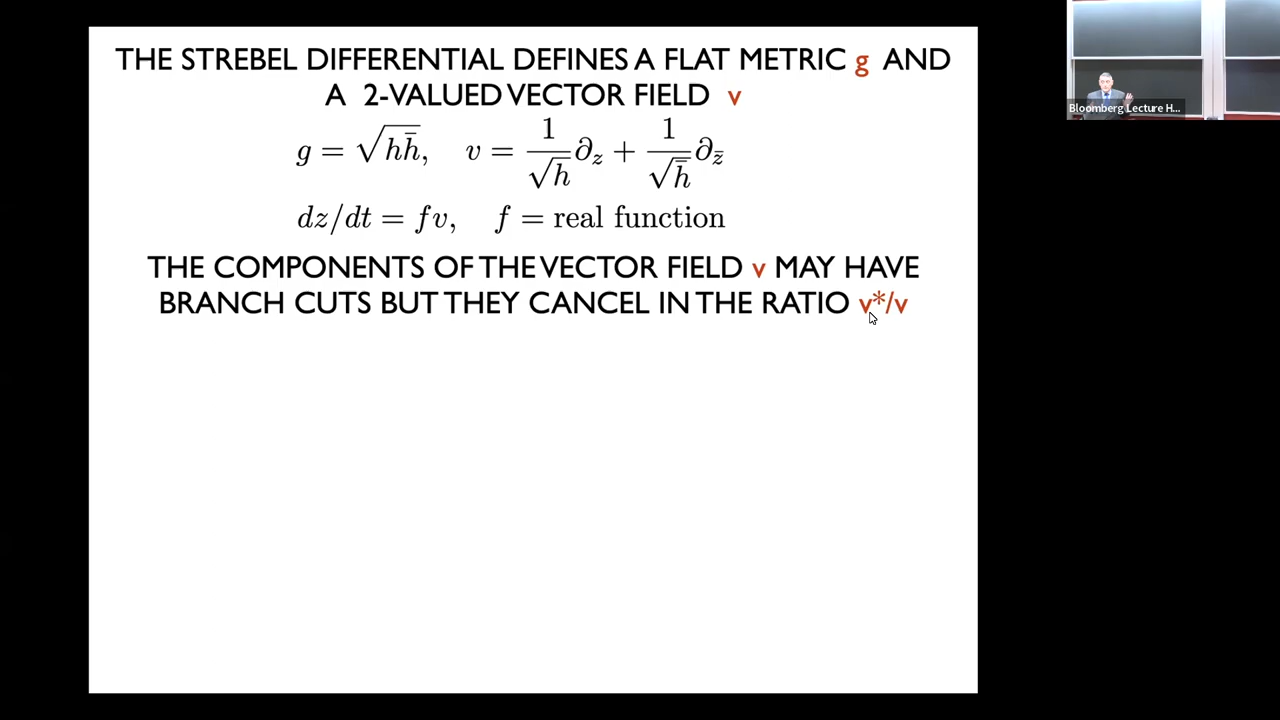 THE STREBEL DIFFERENTIAL DEFINES A FLAT METRIC g AND
A 2-VALUED VECTOR FIELD v
g = √(hh̄), v = 1/√h ∂_z + 1/√h̄ ∂_z̄
dz/dt = fv, f = real function
THE COMPONENTS OF THE VECTOR FIELD v MAY HAVE
BRANCH CUTS BUT THEY CANCEL IN THE RATIO v*/v
Bloomberg Lecture H...